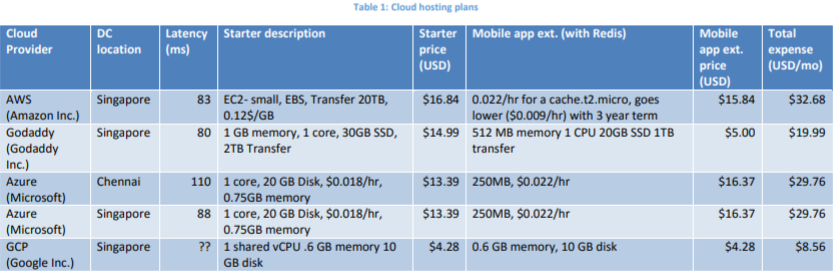 Table 1: Cloud hosting plans
Cloud Provider DC location Latency (ms) Starter description Starter price (USD) Mobile app ext. (with Redis) Mobile app ext. price (USD) Total expense (USD/mo)
AWS (Amazon Inc.) Singapore 83 EC2- small, EBS, Transfer 20TB, 0.12$/GB $16.84 0.022/hr for a cache.t2.micro, goes lower ($0.009/hr) with 3 year term $15.84 $32.68
Godaddy (Godaddy Inc.) Singapore 80 1 GB memory, 1 core, 30GB SSD, 2TB Transfer $14.99 512 MB memory 1 CPU 20GB SSD 1TB transfer $5.00 $19.99
Azure (Microsoft) Chennai 110 1 core, 20 GB Disk, $0.018/hr, 0.75GB memory $13.39 250MB, $0.022/hr $16.37 $29.76
Azure (Microsoft) Singapore 88 1 core, 20 GB Disk, $0.018/hr, 0.75GB memory $13.39 250MB, $0.022/hr $16.37 $29.76
GCP (Google Inc.) Singapore ?? 1 shared vCPU .6 GB memory 10 GB disk $4.28 0.6 GB memory, 10 GB disk $4.28 $8.56